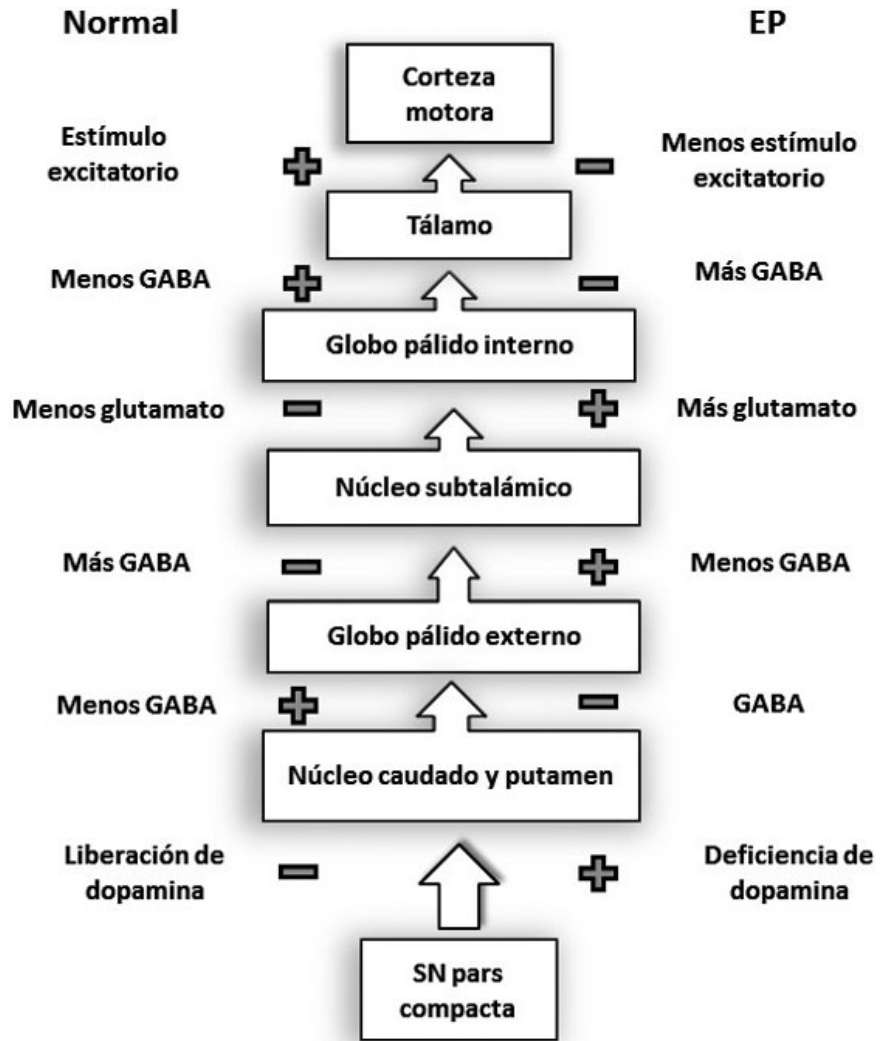 Normal
EP
Corteza
motora
Estímulo
excitatorio
Menos estímulo
excitatorio
Tálamo
Menos GABA
Más GABA
Globo pálido interno
Menos glutamato
Más glutamato
Núcleo subtalámico
Más GABA
Menos GABA
Globo pálido externo
Menos GABA
GABA
Núcleo caudado y putamen
Liberación de
dopamina
Deficiencia de
dopamina
SN pars
compacta